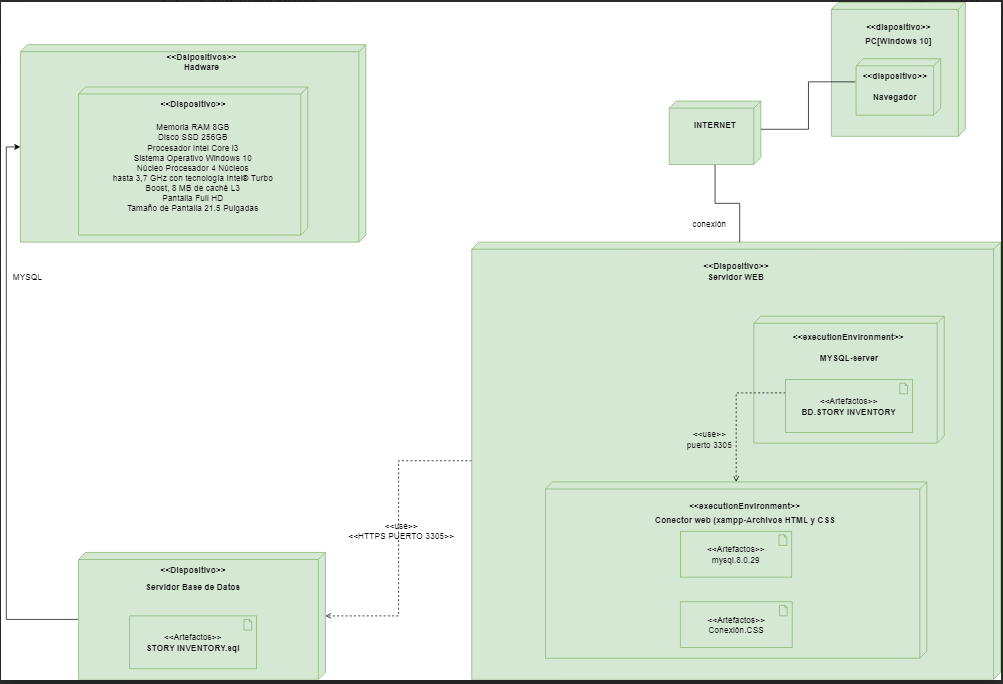 <<Dsipositivos>>
Hadware
<<Dispositivo>>
Memoria RAM 8GB
Disco SSD 256GB
Procesador Intel Core i3
Sistema Operativo Windows 10
Núcleo Procesador 4 Núcleos
hasta 3,7 GHz con tecnología Intel® Turbo
Boost, 8 MB de caché L3
Pantalla Full HD
Tamaño de Pantalla 21.5 Pulgadas
<<dispositivo>>
PC[Windows 10]
<<dispositivo>>
Navegador
INTERNET
conexión
MYSQL
<<Dispositivo>>
Servidor WEB
<<executionEnvironment>>
MYSQL-server
<<Artefactos>>
BD.STORY INVENTORY
<<use>>
puerto 3305
<<executionEnvironment>>
Conector web (xampp-Archivos HTML y CSS
<<Artefactos>>
mysql.8.0.29
<<Artefactos>>
Conexión.CSS
<<use>>
<<HTTPS PUERTO 3305>>
<<Dispositivo>>
Servidor Base de Datos
<<Artefactos>>
STORY INVENTORY.sql